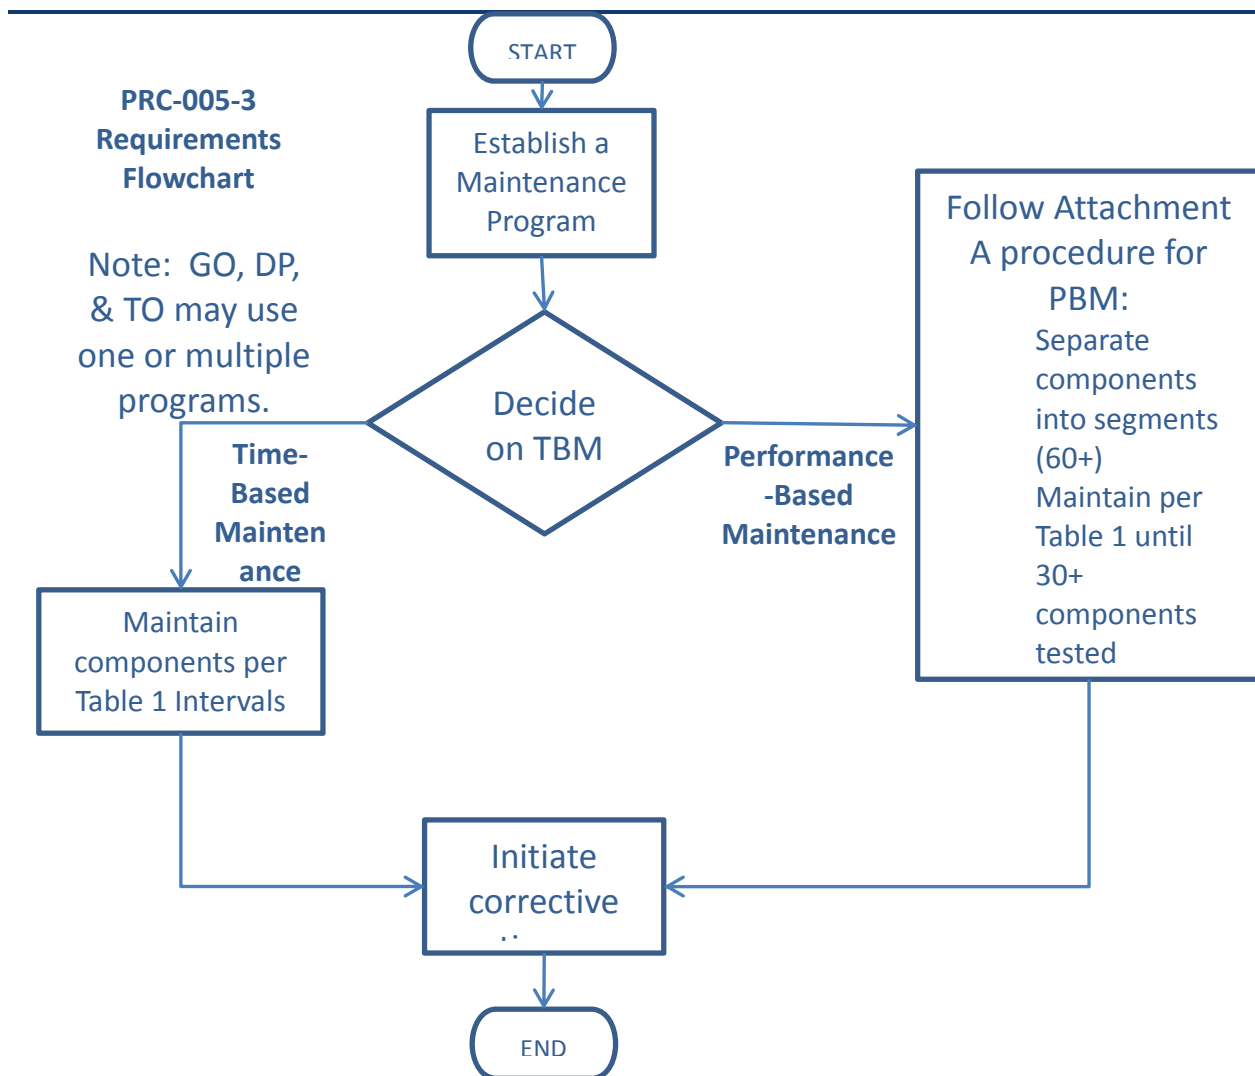 START
PRC-005-3
Requirements
Flowchart
Establish a
Maintenance
Program
Note:  GO, DP,
& TO may use
one or multiple
programs.
Decide
on TBM
Time-
Based
Mainten
ance
Performance
-Based
Maintenance
Follow Attachment
A procedure for
PBM:
Separate
components
into segments
(60+)
Maintain per
Table 1 until
30+
components
tested
Maintain
components per
Table 1 Intervals
Initiate
corrective
END